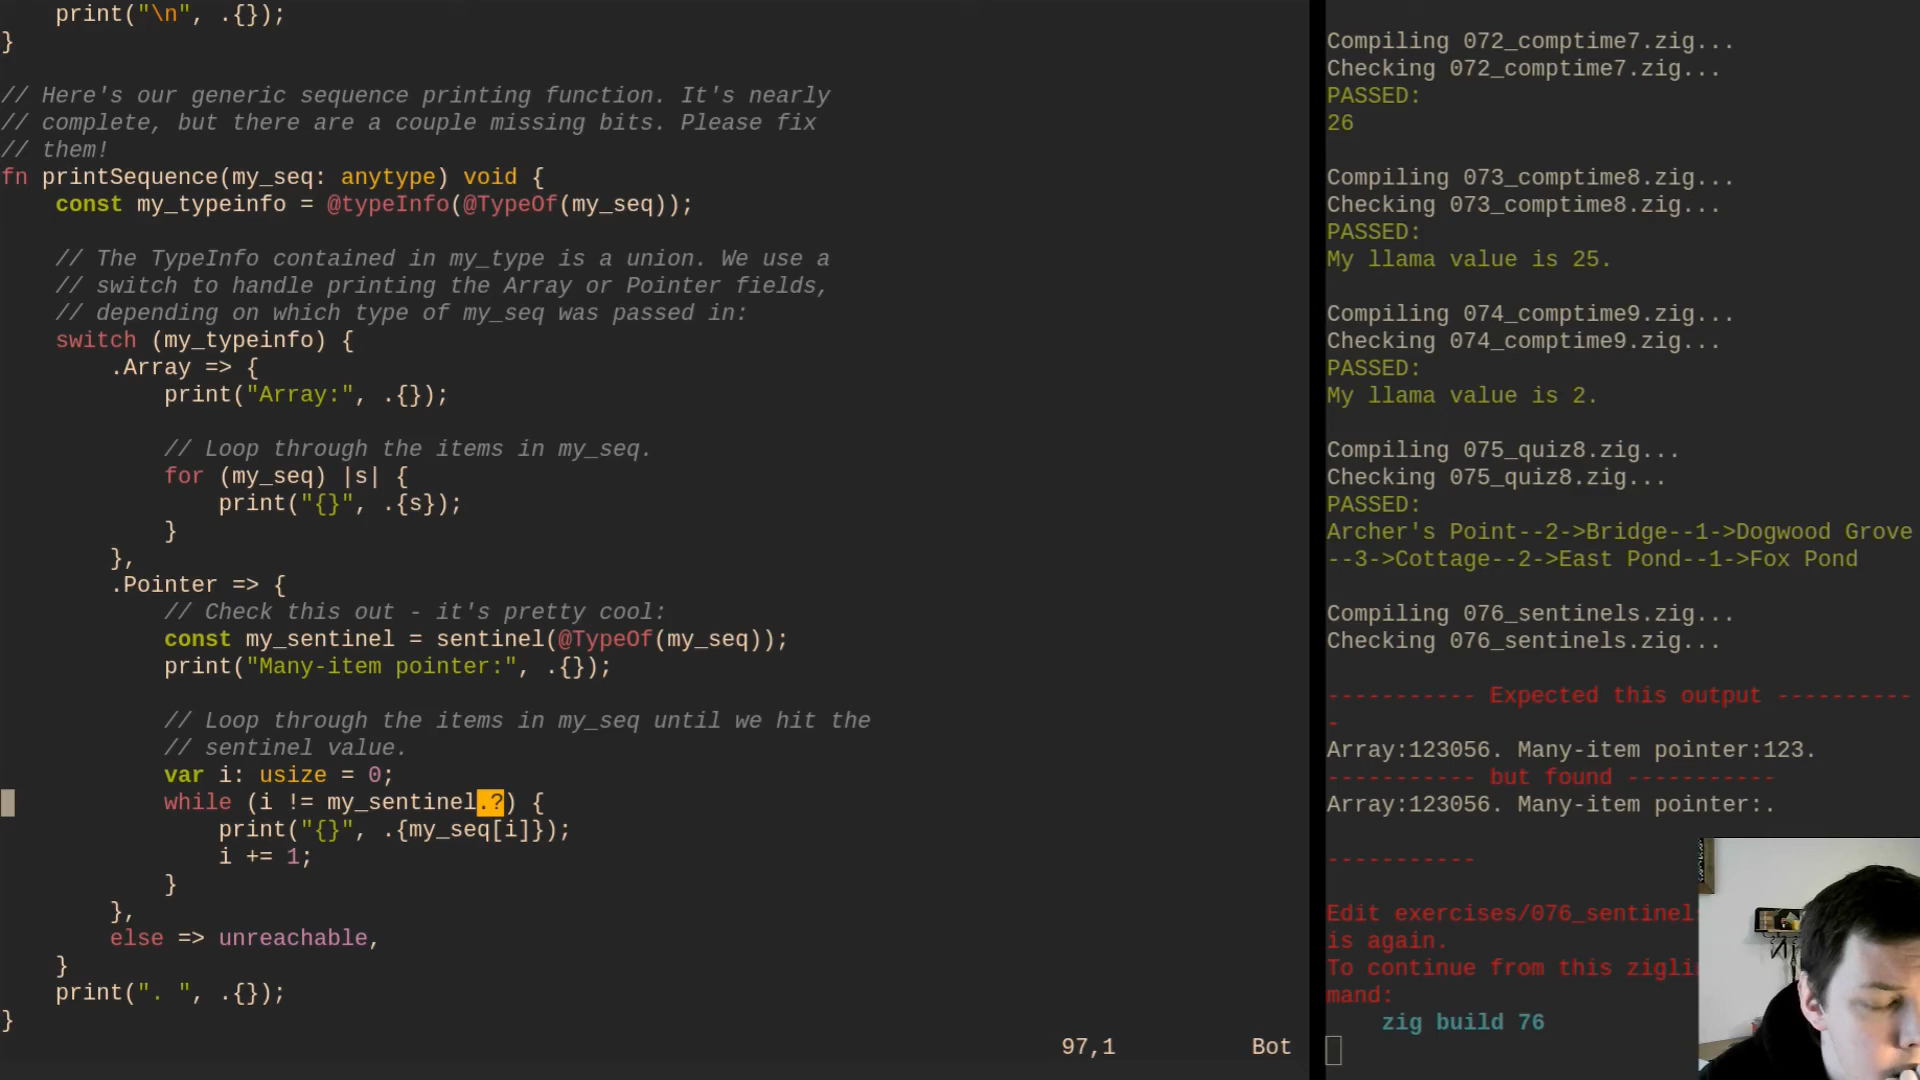 print("\n", .{});
}

// Here's our generic sequence printing function. It's nearly
// complete, but there are a couple missing bits. Please fix
// them!
fn printSequence(my_seq: anytype) void {
    const my_typeinfo = @typeInfo(@TypeOf(my_seq));

    // The TypeInfo contained in my_type is a union. We use a
    // switch to handle printing the Array or Pointer fields,
    // depending on which type of my_seq was passed in:
    switch (my_typeinfo) {
        .Array => {
            print("Array:", .{});

            // Loop through the items in my_seq.
            for (my_seq) |s| {
                print("{}", .{s});
            }
        },
        .Pointer => {
            // Check this out - it's pretty cool:
            const my_sentinel = sentinel(@TypeOf(my_seq));
            print("Many-item pointer:", .{});

            // Loop through the items in my_seq until we hit the
            // sentinel value.
            var i: usize = 0;
            while (i != my_sentinel.?) {
                print("{}", .{my_seq[i]});
                i += 1;
            }
        },
        else => unreachable,
    }
    print(". ", .{});
}
97,1 Bot
Compiling 072_comptime7.zig...
Checking 072_comptime7.zig...
PASSED:
26

Compiling 073_comptime8.zig...
Checking 073_comptime8.zig...
PASSED:
My llama value is 25.

Compiling 074_comptime9.zig...
Checking 074_comptime9.zig...
PASSED:
My llama value is 2.

Compiling 075_quiz8.zig...
Checking 075_quiz8.zig...
PASSED:
Archer's Point--2->Bridge--1->Dogwood Grove
--3->Cottage--2->East Pond--1->Fox Pond

Compiling 076_sentinels.zig...
Checking 076_sentinels.zig...

----------- Expected this output ----------
-
Array:123056. Many-item pointer:123.
----------- but found -----------
Array:123056. Many-item pointer:.

-----------

Edit exercises/076_sentinel
is again.
To continue from this zigli
mand:
    zig build 76